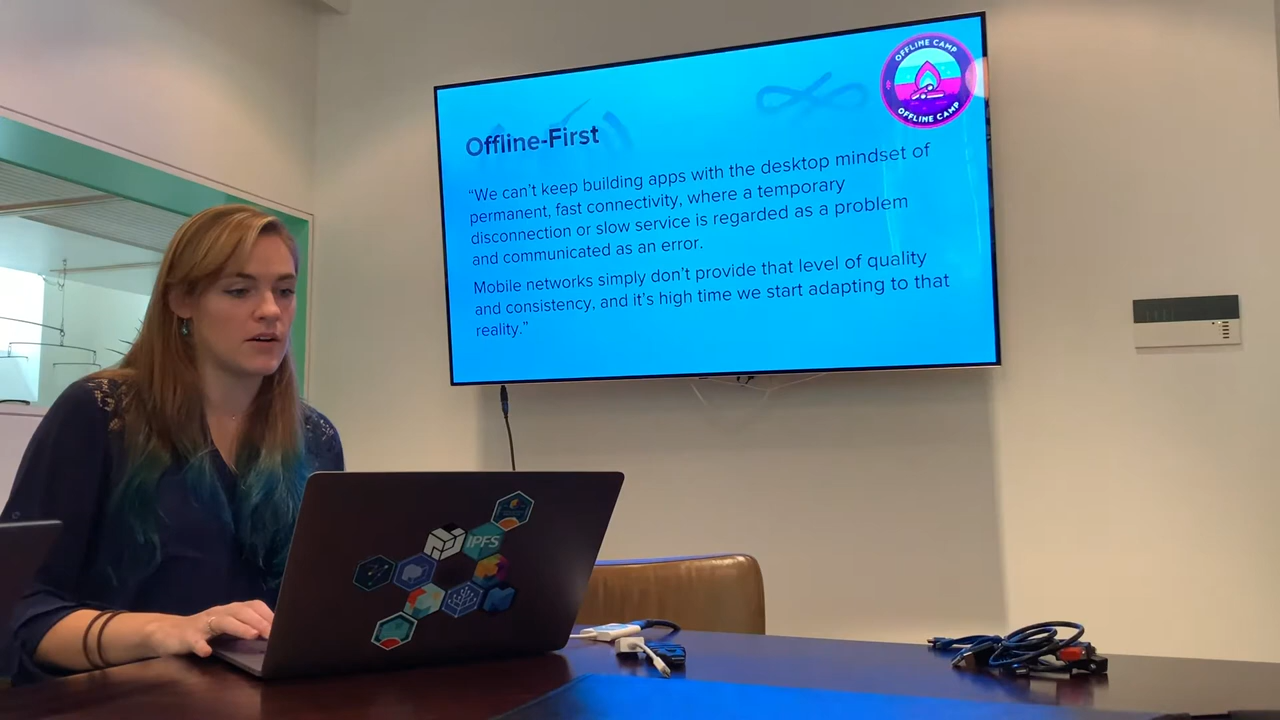 OFFLINE CAMP
OFFLINE CAMP
Offline-First
“We can’t keep building apps with the desktop mindset of
permanent, fast connectivity, where a temporary
disconnection or slow service is regarded as a problem
and communicated as an error.
Mobile networks simply don’t provide that level of quality
and consistency, and it’s high time we start adapting to that
reality.”
IPFS